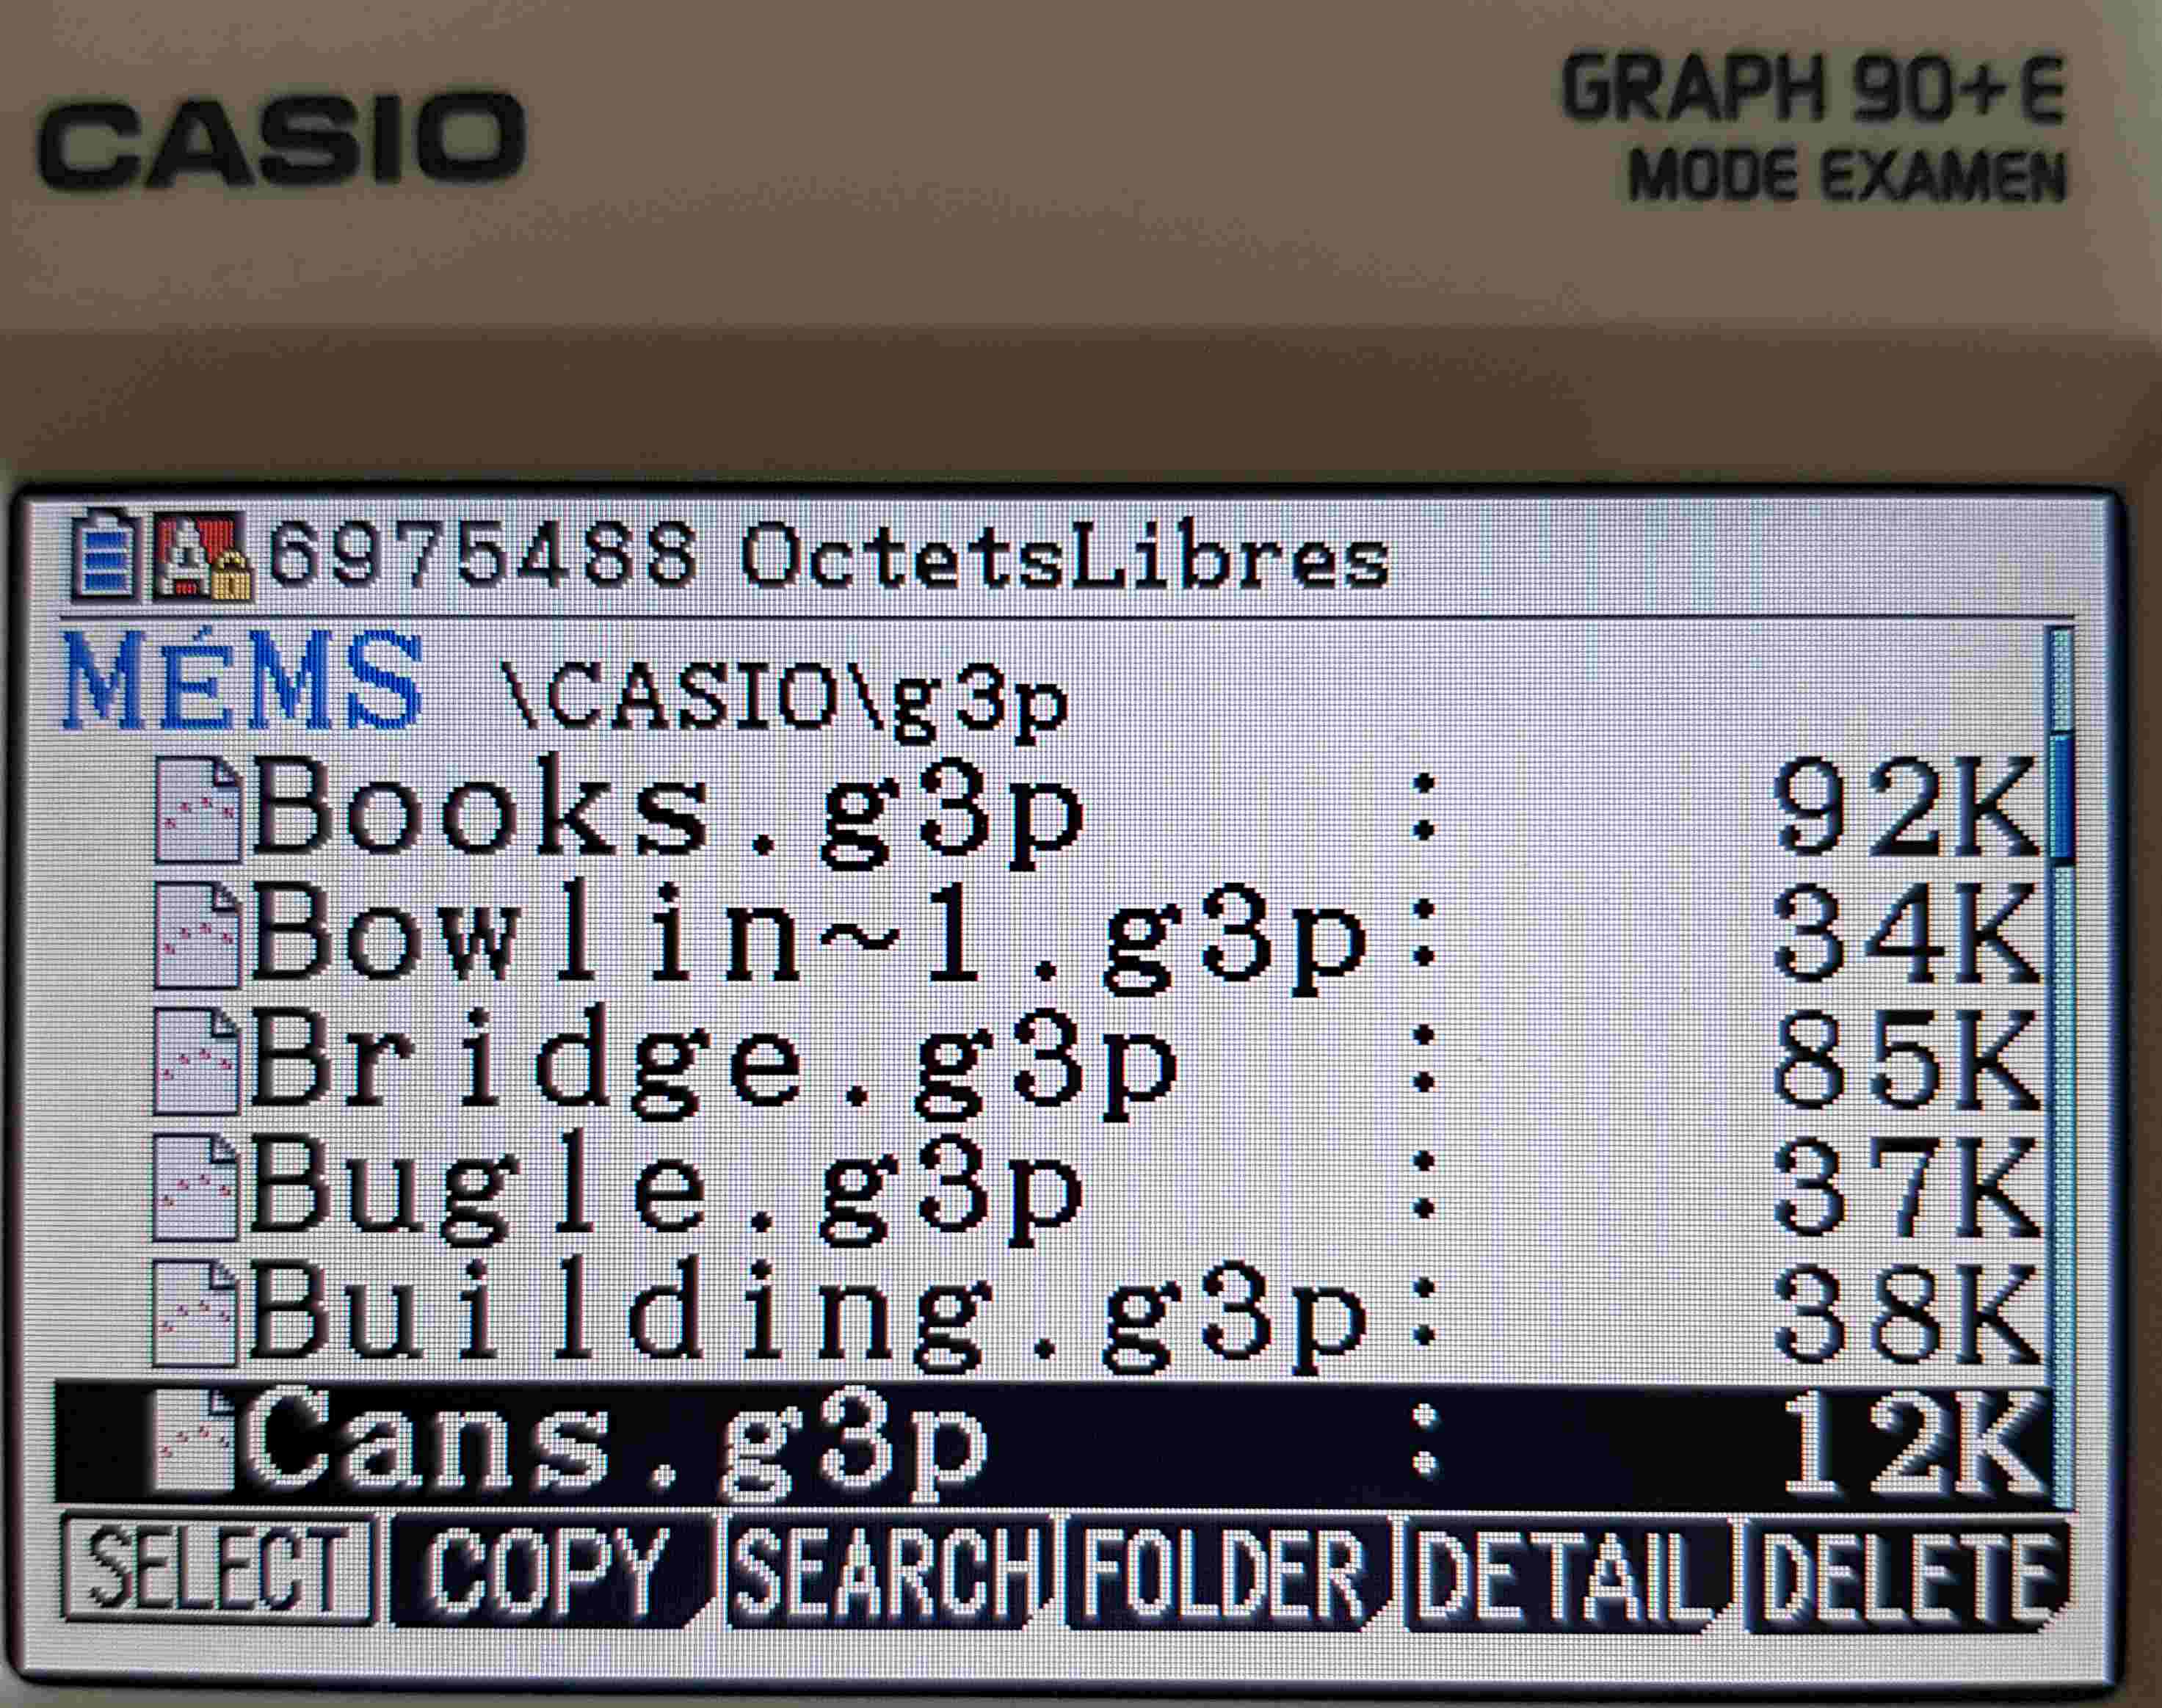 CASIO
GRAPH 90+E
MODE EXAMEN
6975488 OctetsLibres
MÉMS \CASIO\g3p
Books.g3p : 92K
Bowlin~1.g3p : 34K
Bridge.g3p : 85K
Bugle.g3p : 37K
Building.g3p : 38K
Cans.g3p : 12K
SELECT COPY SEARCH FOLDER DETAIL DELETE